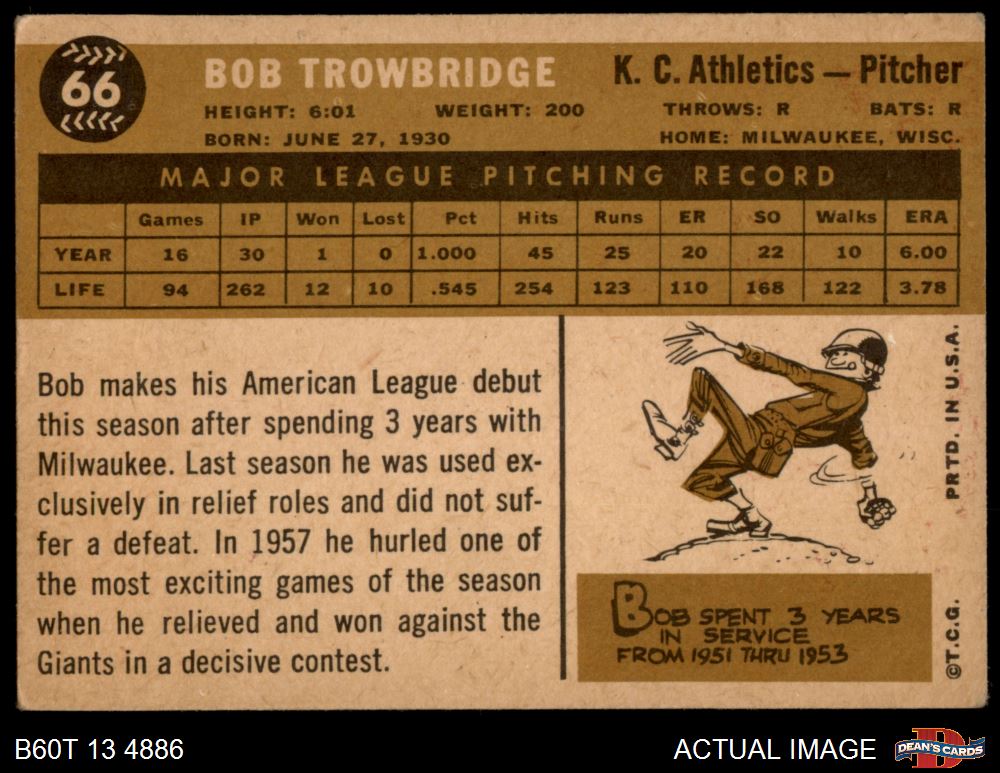 66
BOB TROWBRIDGE
K. C. Athletics — Pitcher
HEIGHT: 6:01 WEIGHT: 200 THROWS: R BATS: R
BORN: JUNE 27, 1930 HOME: MILWAUKEE, WISC.
MAJOR LEAGUE PITCHING RECORD
Games IP Won Lost Pct Hits Runs ER SO Walks ERA
YEAR 16 30 1 0 1.000 45 25 20 22 10 6.00
LIFE 94 262 12 10 .545 254 123 110 168 122 3.78
Bob makes his American League debut
this season after spending 3 years with
Milwaukee. Last season he was used ex-
clusively in relief roles and did not suf-
fer a defeat. In 1957 he hurled one of
the most exciting games of the season
when he relieved and won against the
Giants in a decisive contest.
BOB SPENT 3 YEARS
IN SERVICE
FROM 1951 THRU 1953
©T.C.G. PRTD. IN U.S.A.
B60T 13 4886
ACTUAL IMAGE
D
DEAN'S CARDS